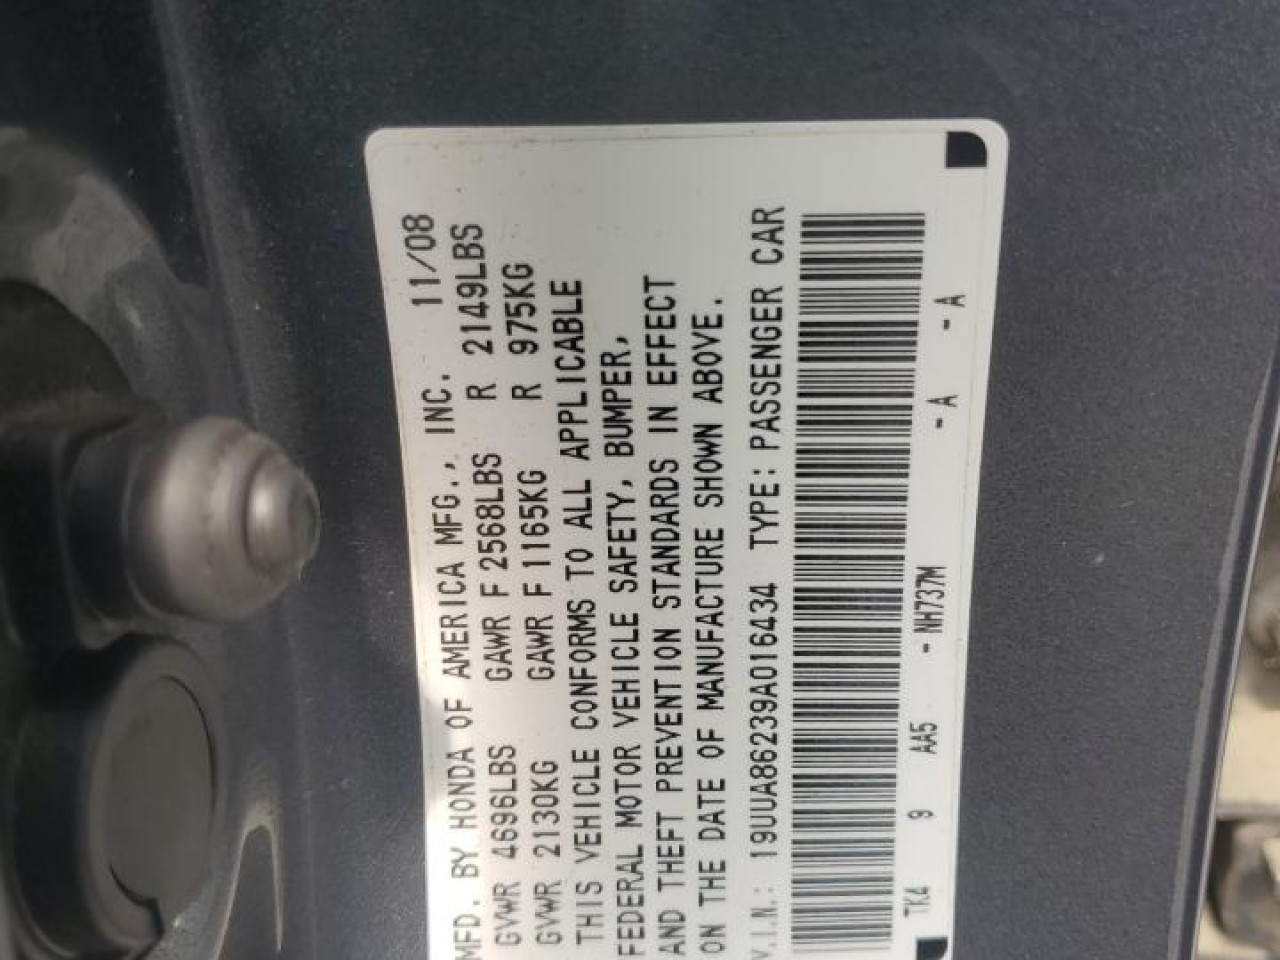 MFD. BY HONDA OF AMERICA MFG., INC. 11/08
GVWR 4696LBS GAWR F 2568LBS R 2149LBS
GVWR 2130KG GAWR F 1165KG R 975KG
THIS VEHICLE CONFORMS TO ALL APPLICABLE
FEDERAL MOTOR VEHICLE SAFETY, BUMPER,
AND THEFT PREVENTION STANDARDS IN EFFECT
ON THE DATE OF MANUFACTURE SHOWN ABOVE.
V.I.N.: 19UUA86239A016434 TYPE: PASSENGER CAR
TK4 9 AA5 - NH737M - A - A